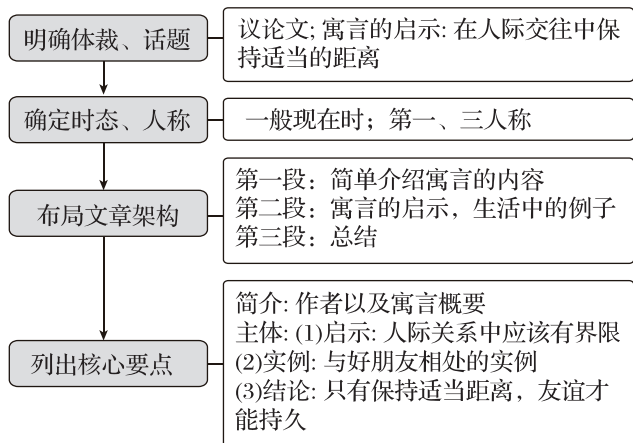 明确体裁、话题
议论文; 寓言的启示: 在人际交往中保
持适当的距离
确定时态、人称
一般现在时；第一、三人称
布局文章架构
第一段：简单介绍寓言的内容
第二段：寓言的启示，生活中的例子
第三段：总结
列出核心要点
简介: 作者以及寓言概要
主体: (1)启示: 人际关系中应该有界限
(2)实例: 与好朋友相处的实例
(3)结论: 只有保持适当距离，友谊才
能持久